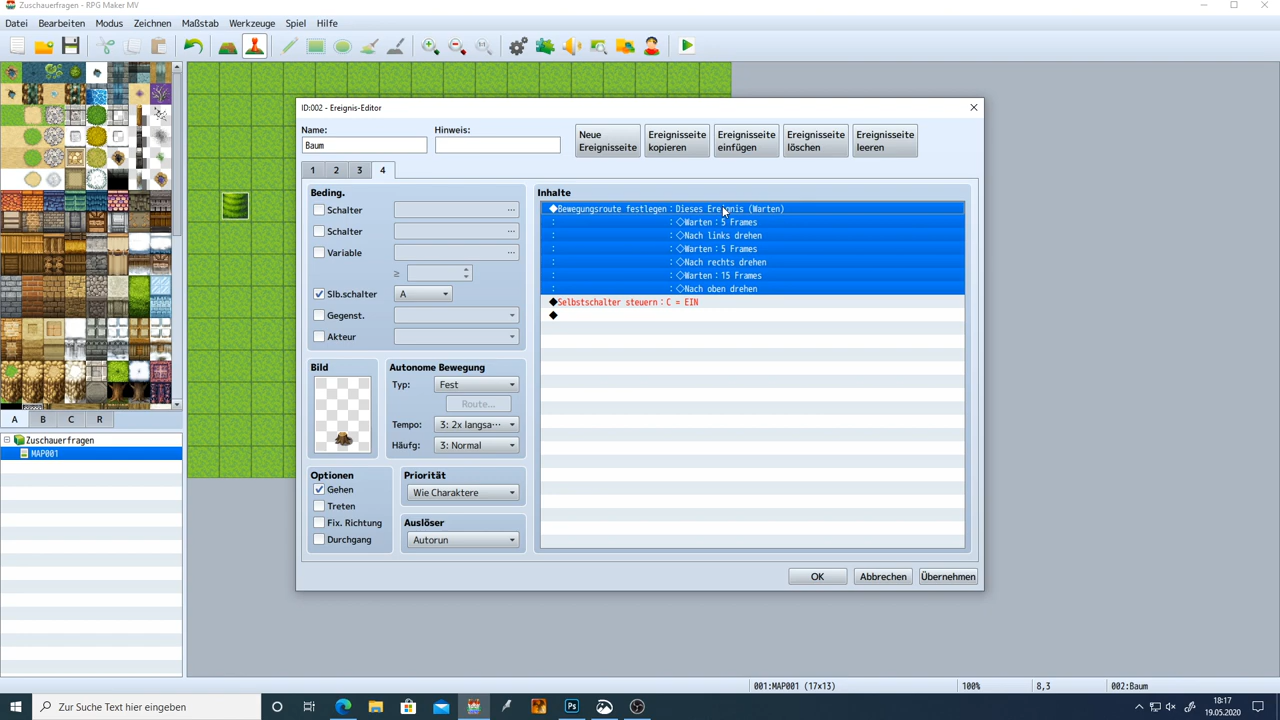 Zuschauerfragen - RPG Maker MV
Datei Bearbeiten Modus Zeichnen Maßstab Werkzeuge Spiel Hilfe
ID:002 - Ereignis-Editor
Name:
Baum
Hinweis:
Neue Ereignisseite
Ereignisseite kopieren
Ereignisseite einfügen
Ereignisseite löschen
Ereignisseite leeren
1 2 3 4
Beding.
Schalter
Schalter
Variable
≥
Slb.schalter A
Gegenst.
Akteur
Bild
Autonome Bewegung
Typ: Fest
Route...
Tempo: 3: 2x langsa···
Häufg: 3: Normal
Optionen
Gehen
Treten
Fix. Richtung
Durchgang
Priorität
Wie Charaktere
Auslöser
Autorun
Inhalte
◆Bewegungsroute festlegen : Dieses Ereignis (Warten)
: : ◇Warten : 5 Frames
: : ◇Nach links drehen
: : ◇Warten : 5 Frames
: : ◇Nach rechts drehen
: : ◇Warten : 15 Frames
: : ◇Nach oben drehen
◆Selbstschalter steuern : C = EIN
◆
OK Abbrechen Übernehmen
A B C R
Zuschauerfragen
MAP001
001:MAP001 (17×13) 100% 8,3 002:Baum
Zur Suche Text hier eingeben
18:17
19.05.2020